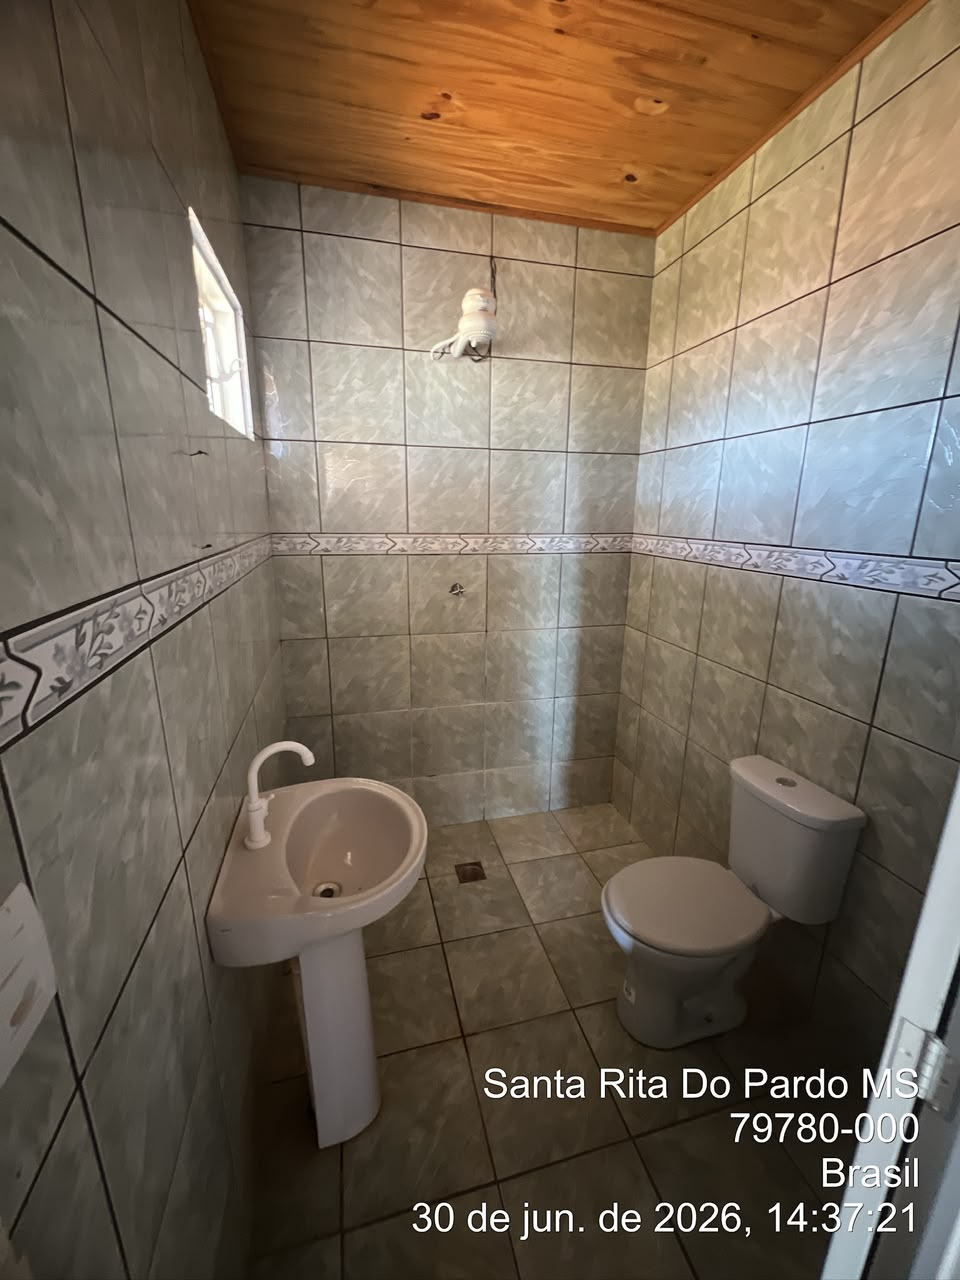 Santa Rita Do Pardo MS
79780-000
Brasil
30 de jun. de 2026, 14:37:21